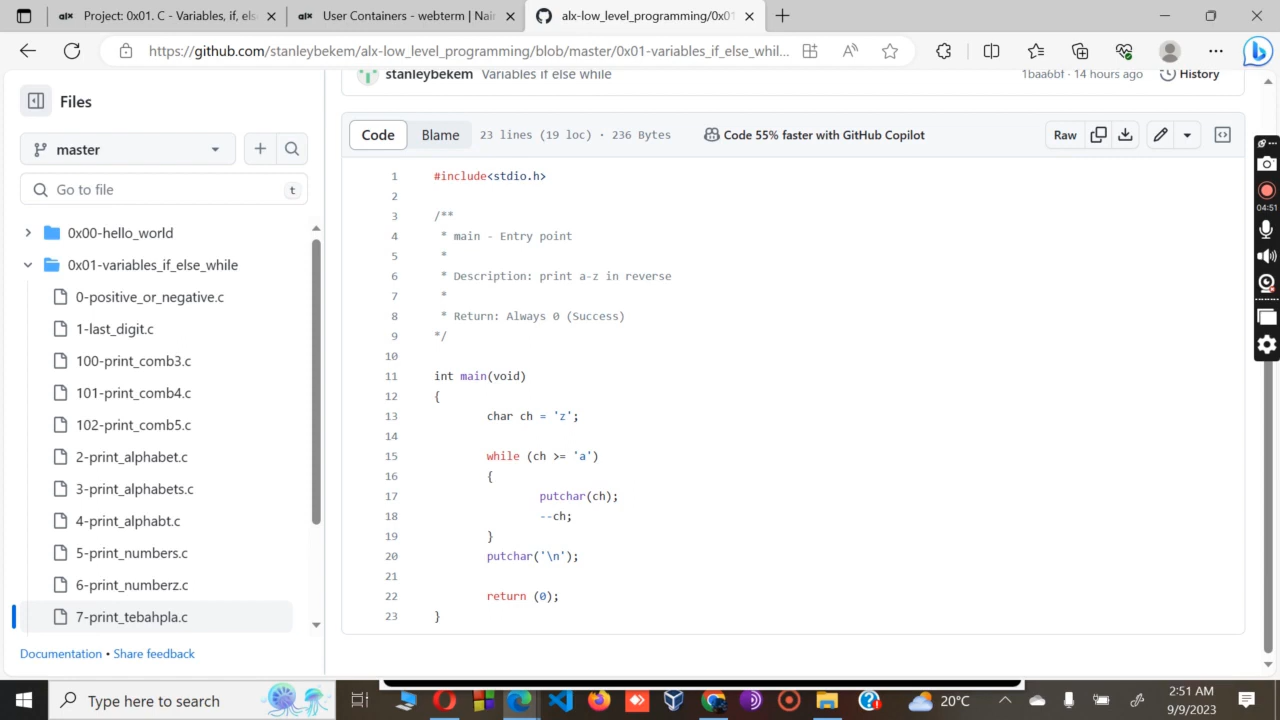 Project: 0x01. C - Variables, if, els
User Containers - webterm | Nair
alx-low_level_programming/0x01
https://github.com/stanleybekem/alx-low_level_programming/blob/master/0x01-variables_if_else_whil...
stanleybekem Variables if else while
1baa6bf · 14 hours ago
History
Files
master
Go to file
t
0x00-hello_world
0x01-variables_if_else_while
0-positive_or_negative.c
1-last_digit.c
100-print_comb3.c
101-print_comb4.c
102-print_comb5.c
2-print_alphabet.c
3-print_alphabets.c
4-print_alphabt.c
5-print_numbers.c
6-print_numberz.c
7-print_tebahpla.c
Documentation • Share feedback
Code
Blame
23 lines (19 loc) · 236 Bytes
Code 55% faster with GitHub Copilot
Raw
1 #include<stdio.h>
2
3 /**
4 * main - Entry point
5 *
6 * Description: print a-z in reverse
7 *
8 * Return: Always 0 (Success)
9 */
10
11 int main(void)
12 {
13 char ch = 'z';
14
15 while (ch >= 'a')
16 {
17 putchar(ch);
18 --ch;
19 }
20 putchar('\n');
21
22 return (0);
23 }
04:51
Type here to search
20°C
2:51 AM
9/9/2023